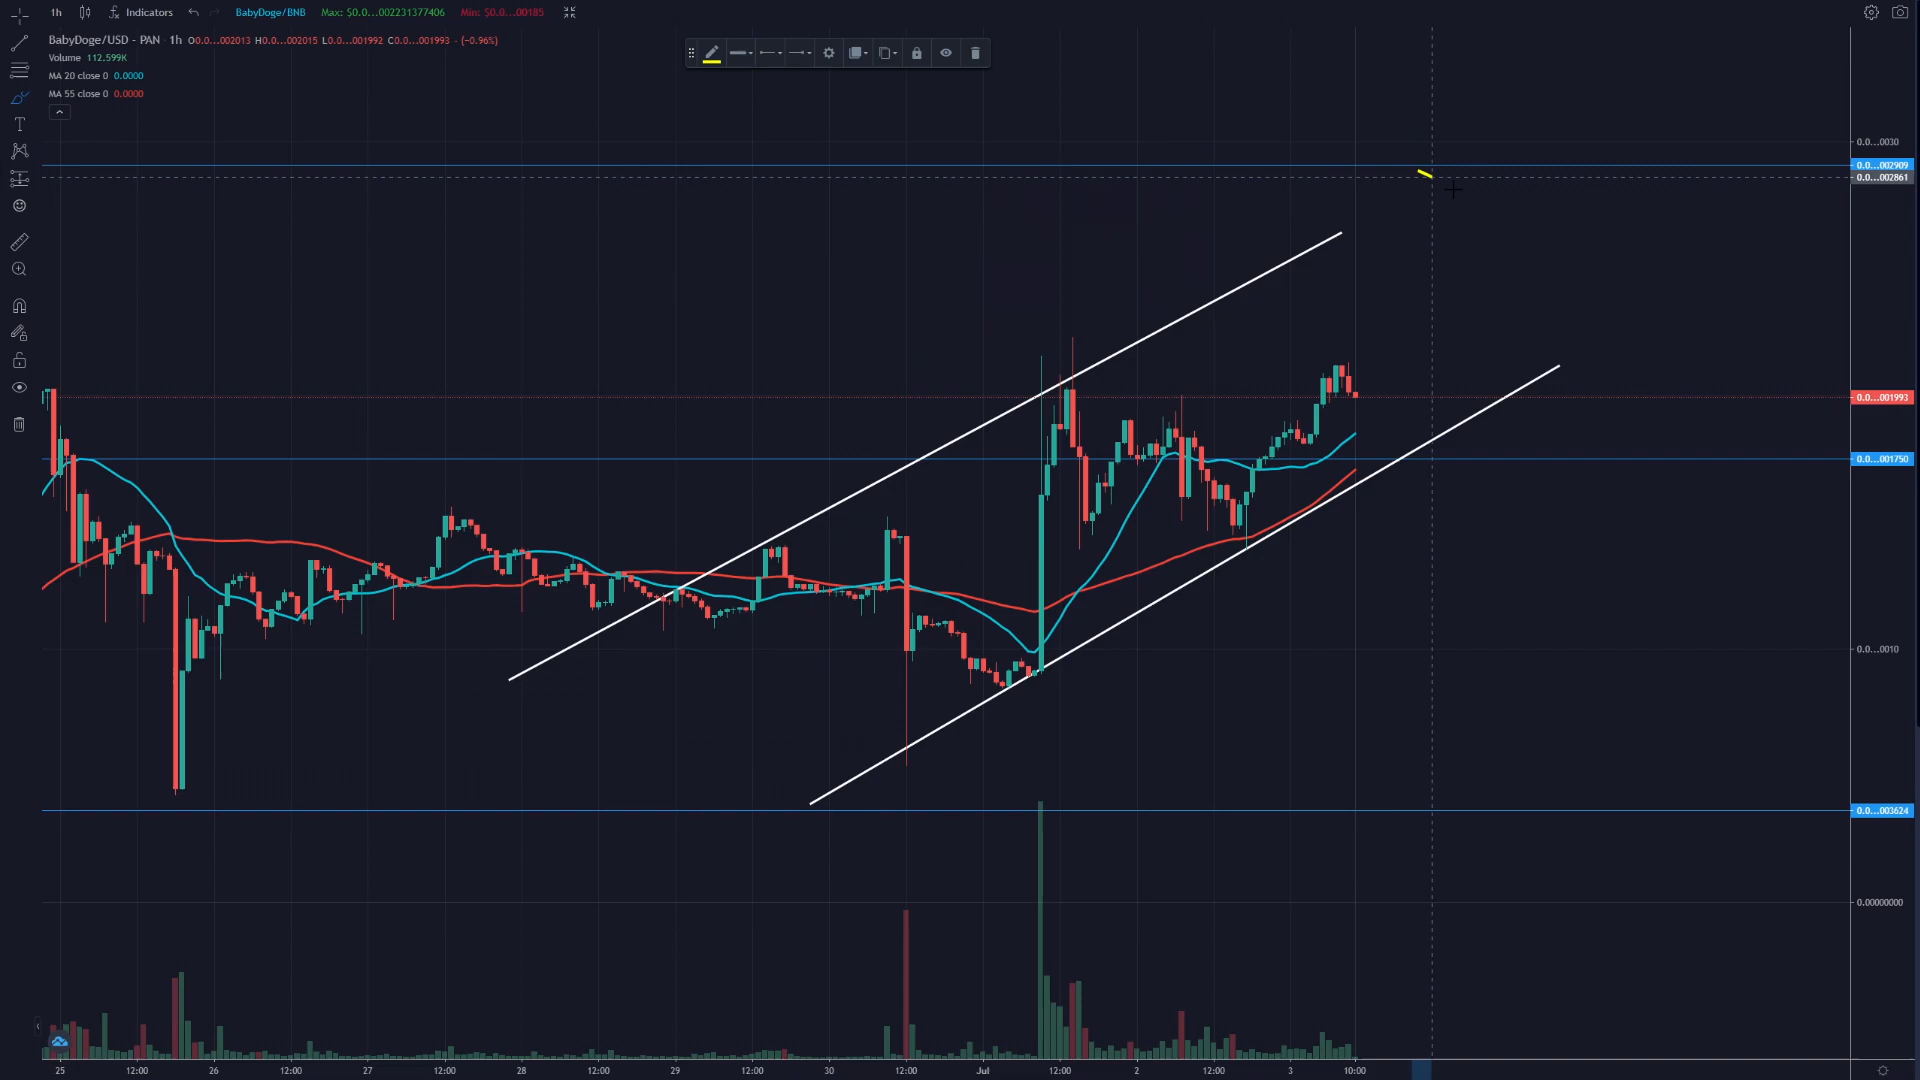 1h Indicators BabyDoge/BNB Max: $0.0...002231377406 Min: $0.0...00185
BabyDoge/USD - PAN · 1h O0.0...002013 H0.0...002015 L0.0...001992 C0.0...001993 - (−0.96%)
Volume 112.599K
MA 20 close 0 0.0000
MA 55 close 0 0.0000
T
0.0...0030
0.0...002909
0.0...002861
0.0...001993
0.0...001750
0.0...0010
0.0...003624
0.00000000
25 12:00 26 12:00 27 12:00 28 12:00 29 12:00 30 12:00 Jul 12:00 2 12:00 3 10:00